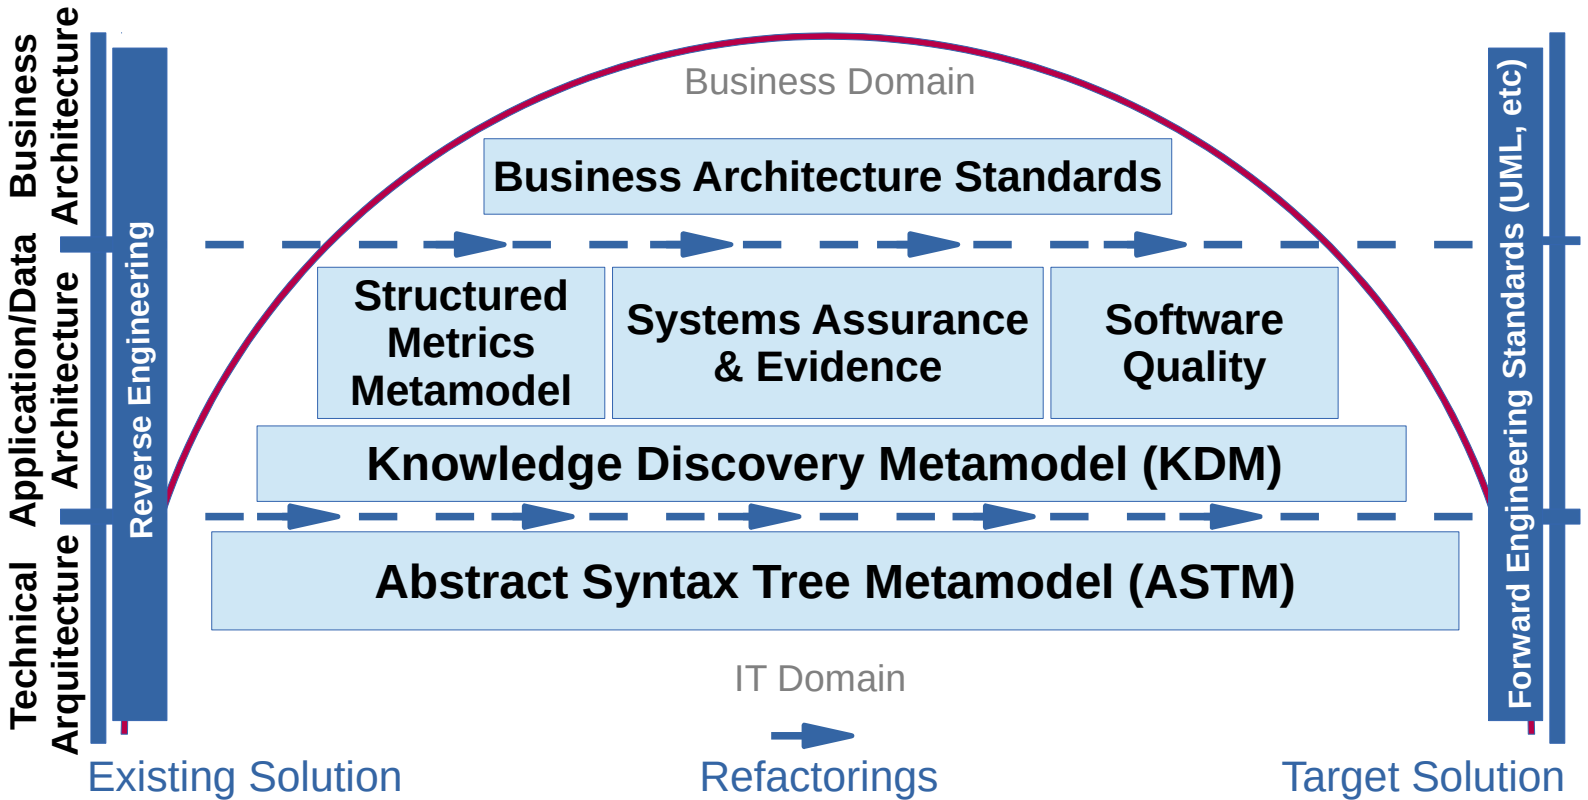 Business
Architecture
Application/Data
Architecture
Technical
Arquitecture
Reverse Engineering
Business Domain
Business Architecture Standards
Structured
Metrics
Metamodel
Systems Assurance
& Evidence
Software
Quality
Knowledge Discovery Metamodel (KDM)
Abstract Syntax Tree Metamodel (ASTM)
IT Domain
Forward Engineering Standards (UML, etc)
Existing Solution
Refactorings
Target Solution